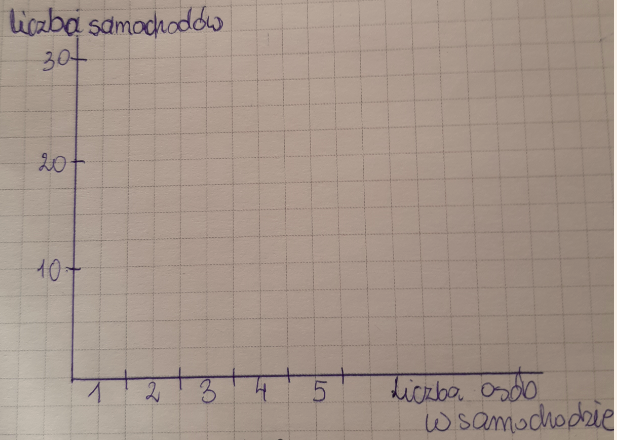 liczba samochodów
30
20
10
1 2 3 4 5 liczba osób
w samochodzie